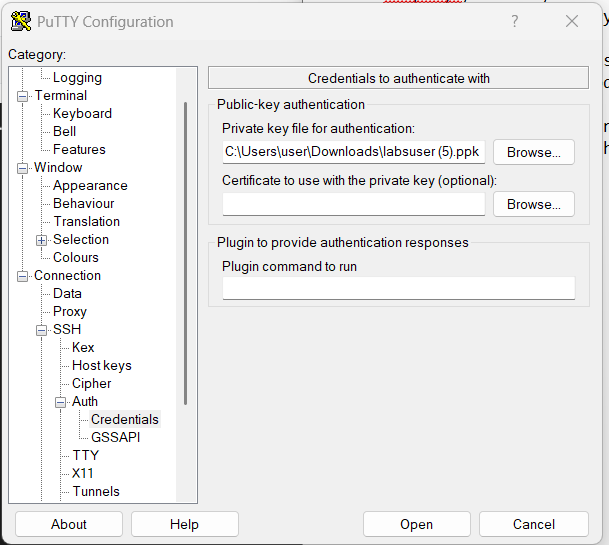 PuTTY Configuration
?
Category:
Logging
Terminal
Keyboard
Bell
Features
Window
Appearance
Behaviour
Translation
Selection
Colours
Connection
Data
Proxy
SSH
Kex
Host keys
Cipher
Auth
Credentials
GSSAPI
TTY
X11
Tunnels
Credentials to authenticate with
Public-key authentication
Private key file for authentication:
C:\Users\user\Downloads\labsuser (5).ppk
Browse...
Certificate to use with the private key (optional):
Browse...
Plugin to provide authentication responses
Plugin command to run
About
Help
Open
Cancel